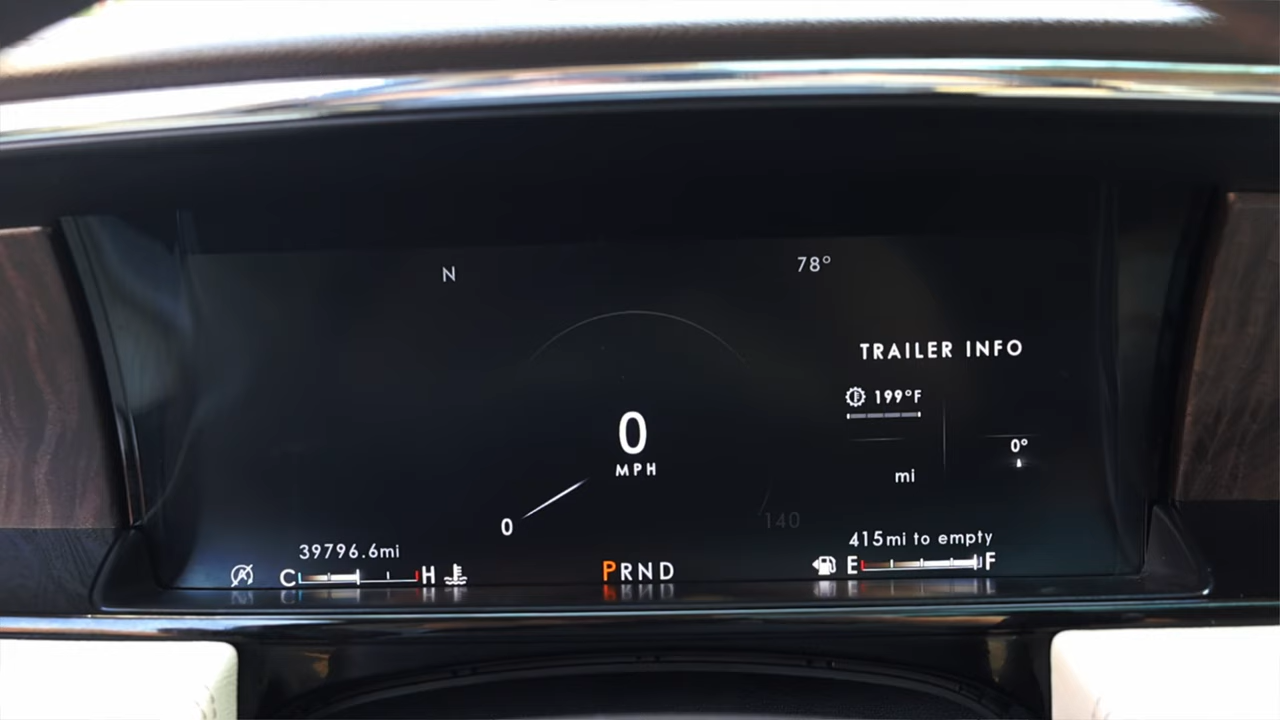 N
78°
TRAILER INFO
199°F
0
MPH
0°
mi
0
140
39796.6mi
415mi to empty
C H
PRND
E F